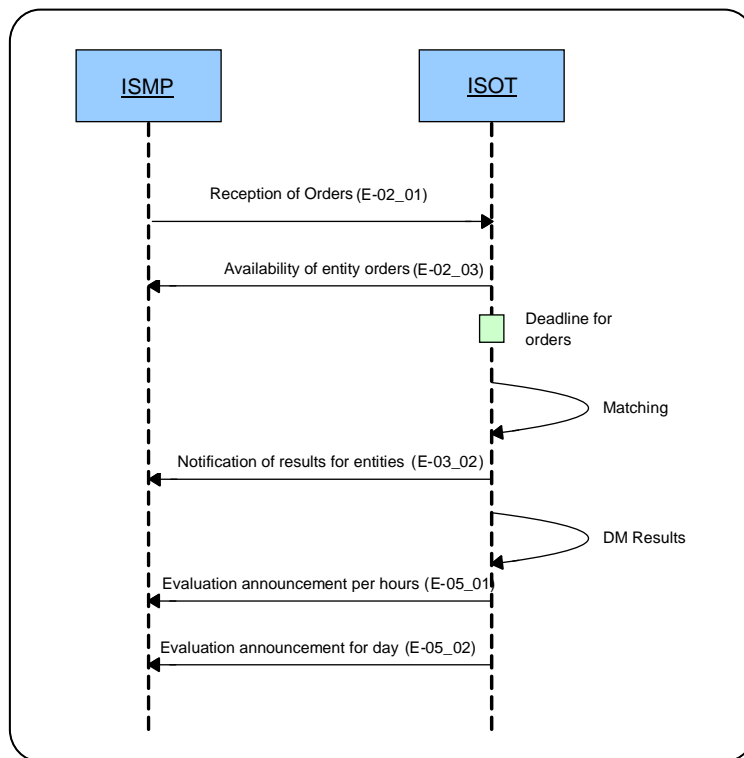 ISMP
ISOT
Reception of Orders (E-02_01)
Availability of entity orders (E-02_03)
Deadline for
orders
Matching
Notification of results for entities (E-03_02)
DM Results
Evaluation announcement per hours (E-05_01)
Evaluation announcement for day (E-05_02)